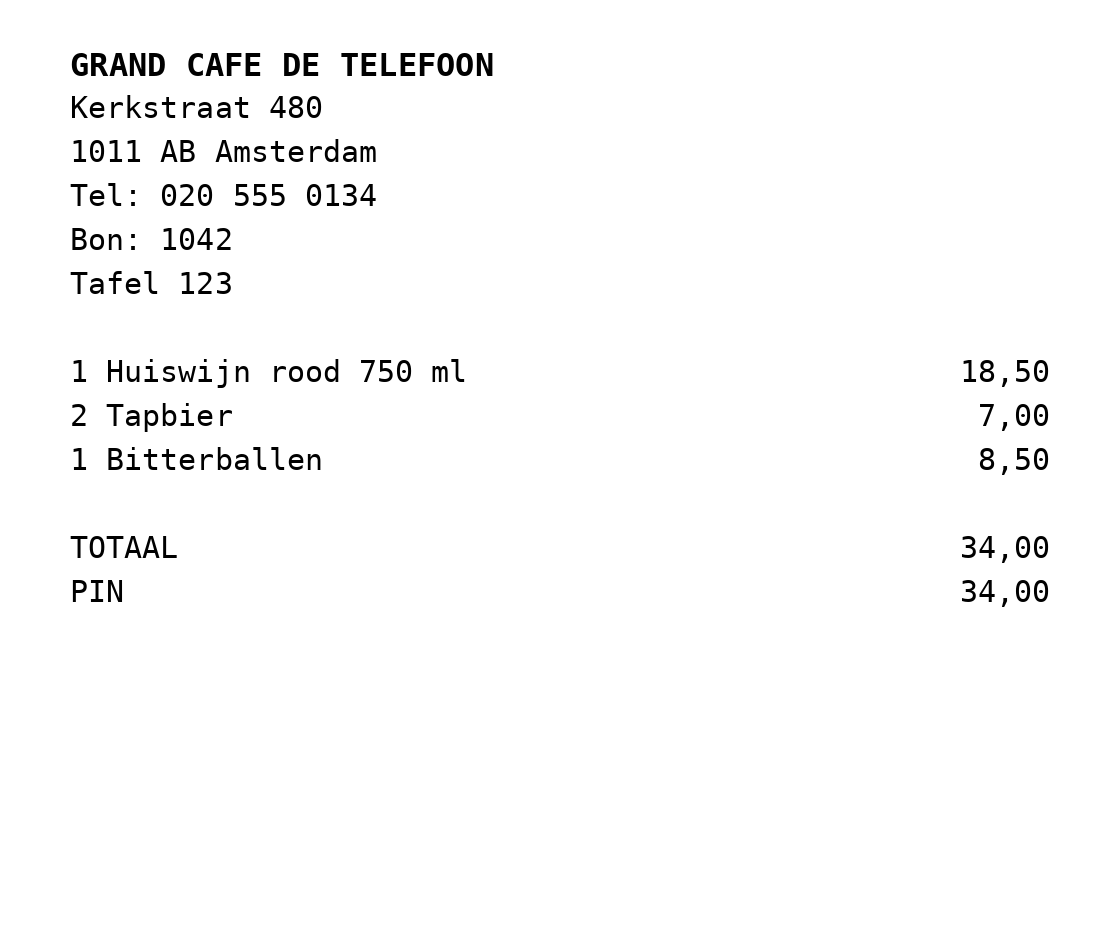 GRAND CAFE DE TELEFOON
Kerkstraat 480
1011 AB Amsterdam
Tel: 020 555 0134
Bon: 1042
Tafel 123
1 Huiswijn rood 750 ml 18,50
2 Tapbier 7,00
1 Bitterballen 8,50
TOTAAL 34,00
PIN 34,00